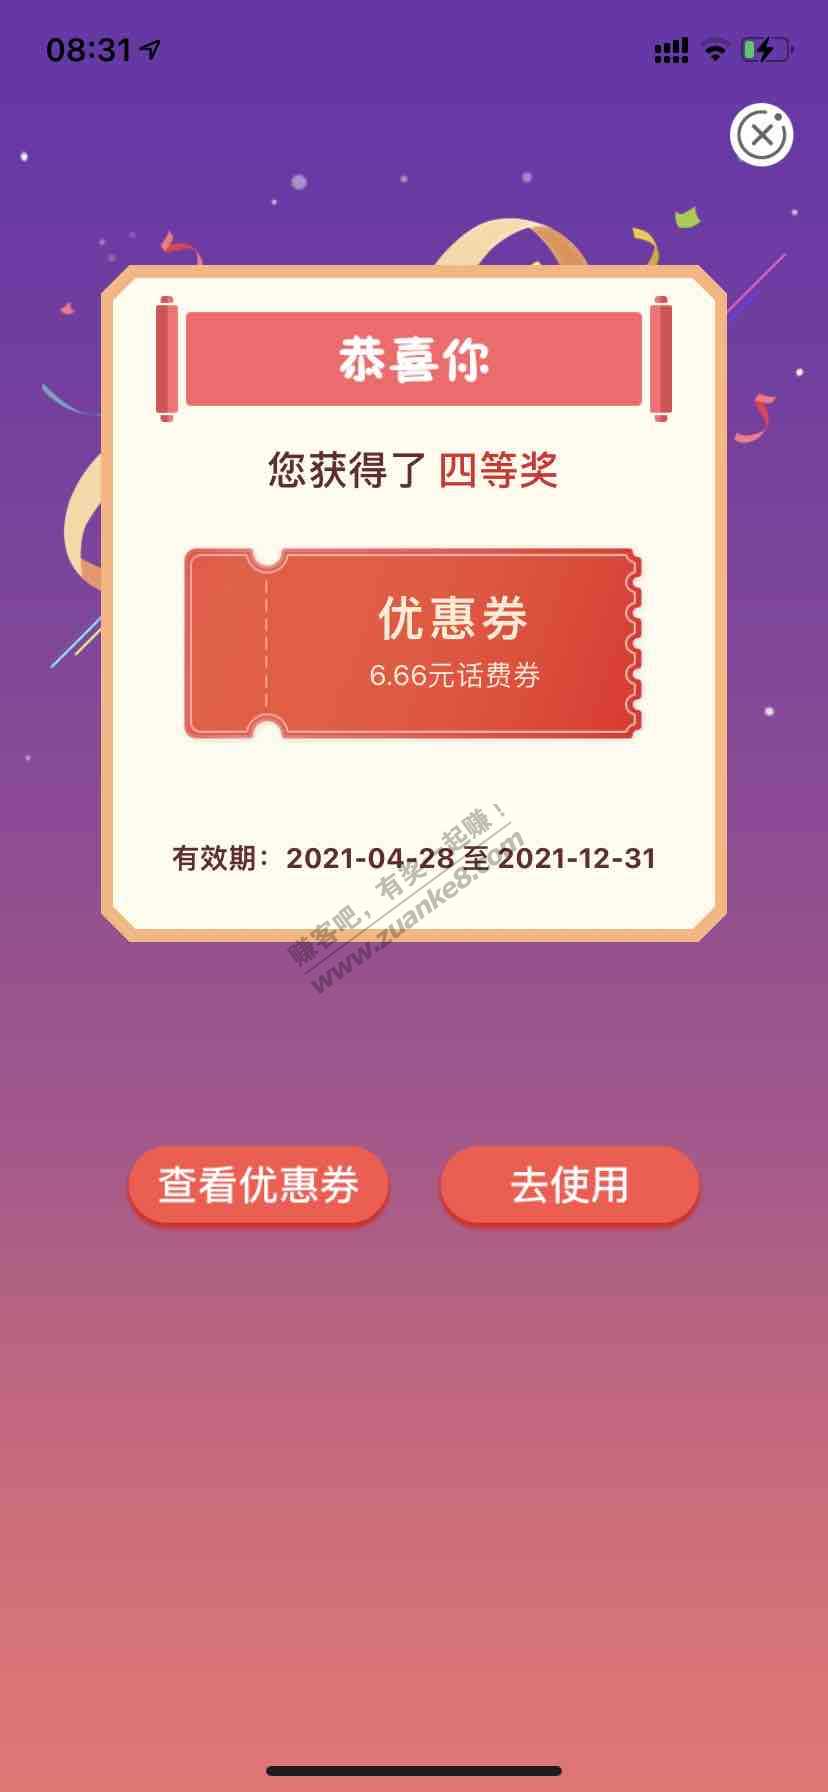 08:31
恭喜你
您获得了 四等奖
优惠券
6.66元话费券
有效期：2021-04-28 至 2021-12-31
赚客吧，有奖一起赚！
www.zuanke8.com
查看优惠券
去使用